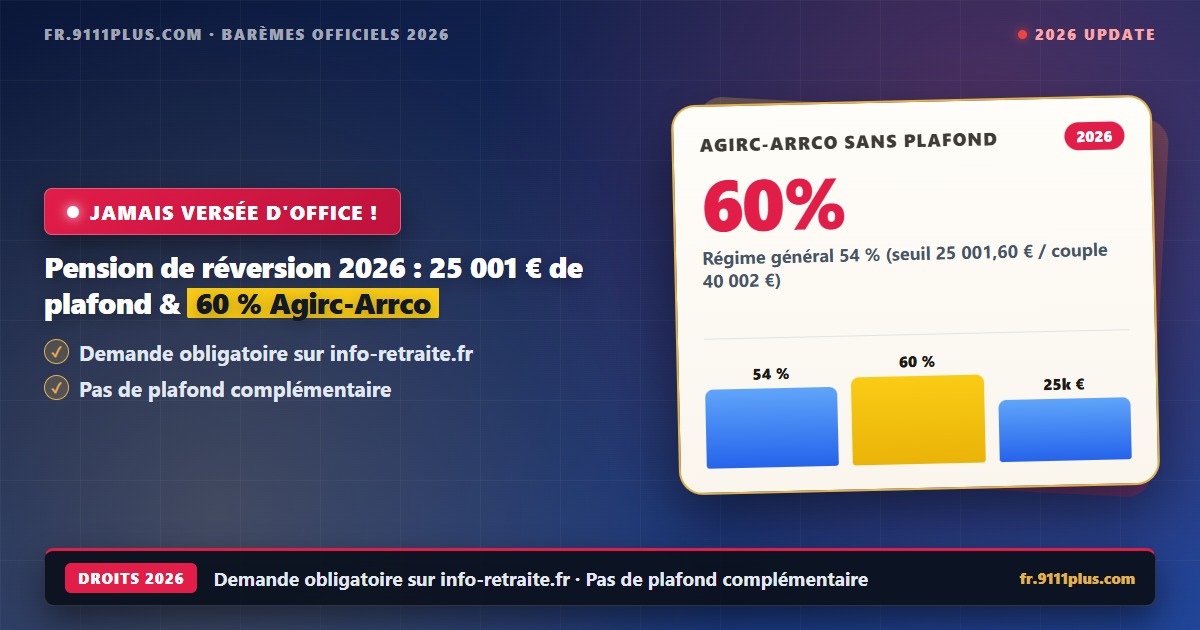 FR.9111PLUS.COM · BARÈMES OFFICIELS 2026
2026 UPDATE
JAMAIS VERSÉE D'OFFICE !
Pension de réversion 2026 : 25 001 € de
plafond & 60 % Agirc-Arrco
Demande obligatoire sur info-retraite.fr
Pas de plafond complémentaire
AGIRC-ARRCO SANS PLAFOND
2026
60%
Régime général 54 % (seuil 25 001,60 € / couple
40 002 €)
54 %
60 %
25k €
DROITS 2026
Demande obligatoire sur info-retraite.fr · Pas de plafond complémentaire
fr.9111plus.com